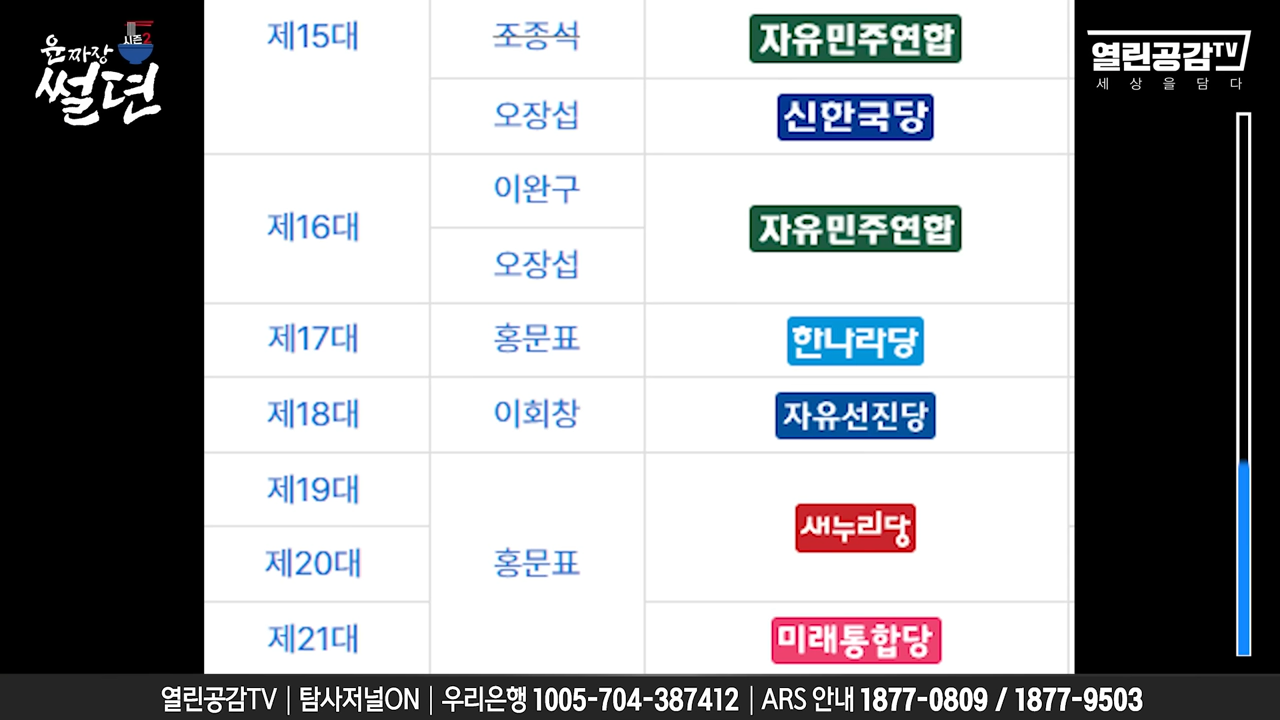 윤짜장 시즌2
썰뎐
열린공감TV
세상을담다
제15대 조종석 자유민주연합
오장섭 신한국당
제16대 이완구 자유민주연합
오장섭
제17대 홍문표 한나라당
제18대 이회창 자유선진당
제19대 새누리당
제20대 홍문표
제21대 미래통합당
열린공감TV | 탐사저널ON | 우리은행 1005-704-387412 | ARS 안내 1877-0809 / 1877-9503